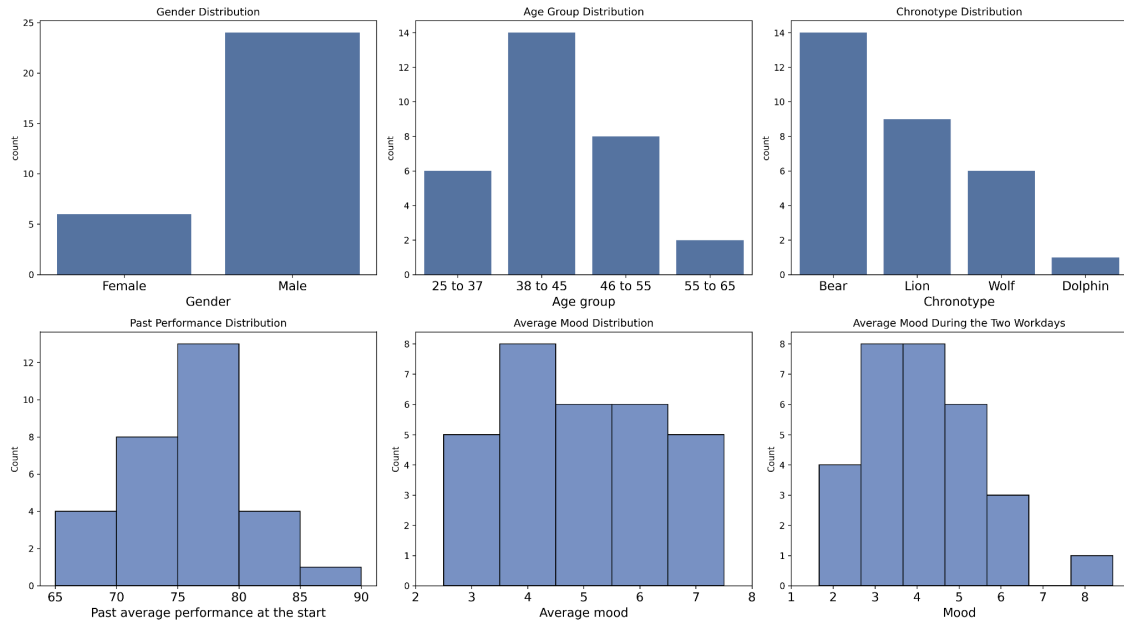 Gender Distribution
25
20
15
10
5
0
count
Female Male
Gender
Age Group Distribution
14
12
10
8
6
4
2
0
count
25 to 37 38 to 45 46 to 55 55 to 65
Age group
Chronotype Distribution
14
12
10
8
6
4
2
0
count
Bear Lion Wolf Dolphin
Chronotype
Past Performance Distribution
12
10
8
6
4
2
0
Count
65 70 75 80 85 90
Past average performance at the start
Average Mood Distribution
8
7
6
5
4
3
2
1
0
Count
2 3 4 5 6 7 8
Average mood
Average Mood During the Two Workdays
8
7
6
5
4
3
2
1
0
Count
1 2 3 4 5 6 7 8
Mood